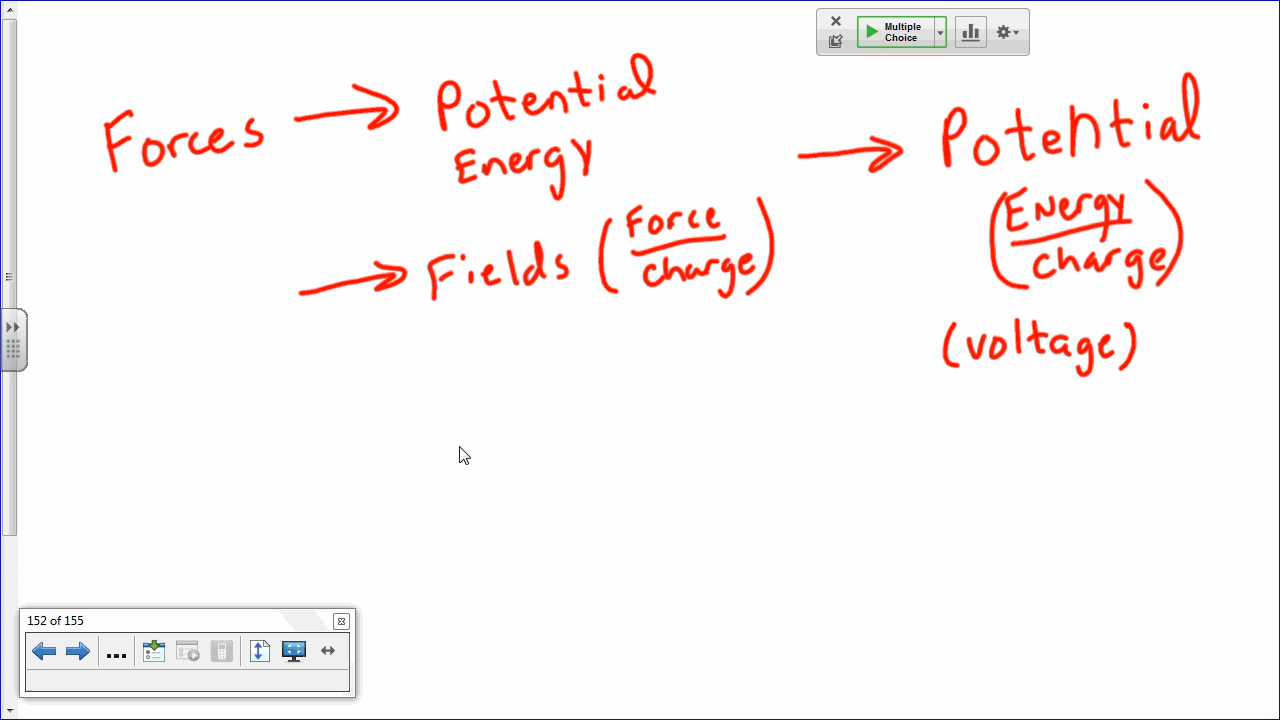 Multiple
Choice
Forces → Potential
Energy
→ Potential
→ Fields (Force/charge)
(Energy/charge)
(voltage)
152 of 155
...